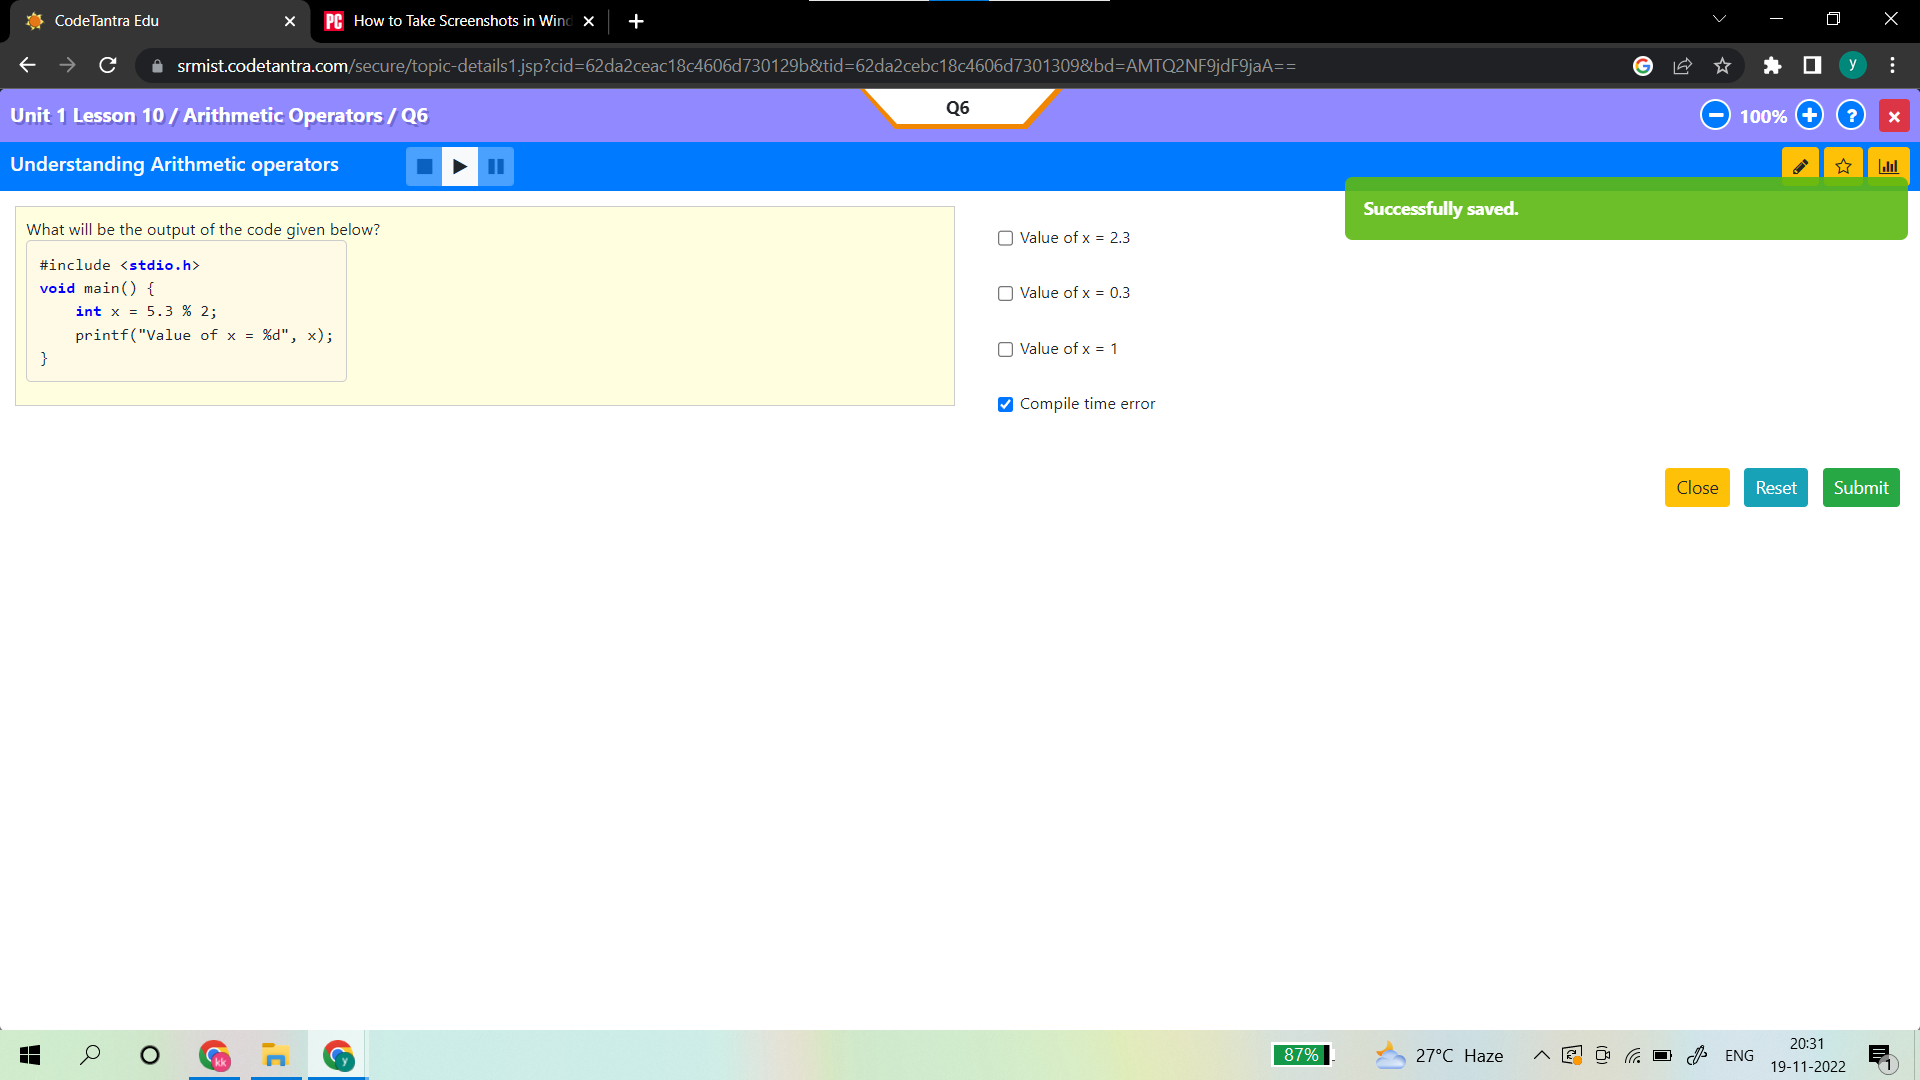 CodeTantra Edu
How to Take Screenshots in Wind
srmist.codetantra.com/secure/topic-details1.jsp?cid=62da2ceac18c4606d730129b&tid=62da2cebc18c4606d7301309&bd=AMTQ2NF9jdF9jaA==
y
Unit 1 Lesson 10 / Arithmetic Operators / Q6
Q6
100%
?
Understanding Arithmetic operators
Successfully saved.
What will be the output of the code given below?
#include <stdio.h>
void main() {
int x = 5.3 % 2;
printf("Value of x = %d", x);
}
Value of x = 2.3
Value of x = 0.3
Value of x = 1
Compile time error
Close
Reset
Submit
kk
y
87%
27°C Haze
ENG
20:31
19-11-2022
1
PC